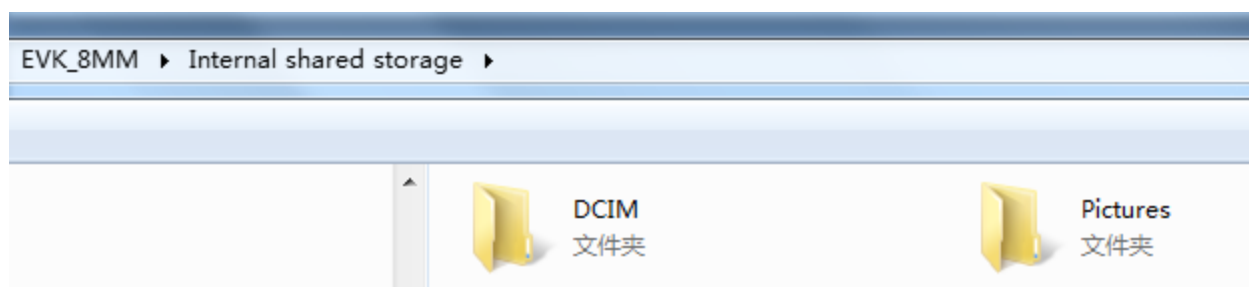 EVK_8MM ▸ Internal shared storage ▸
DCIM
文件夹
Pictures
文件夹